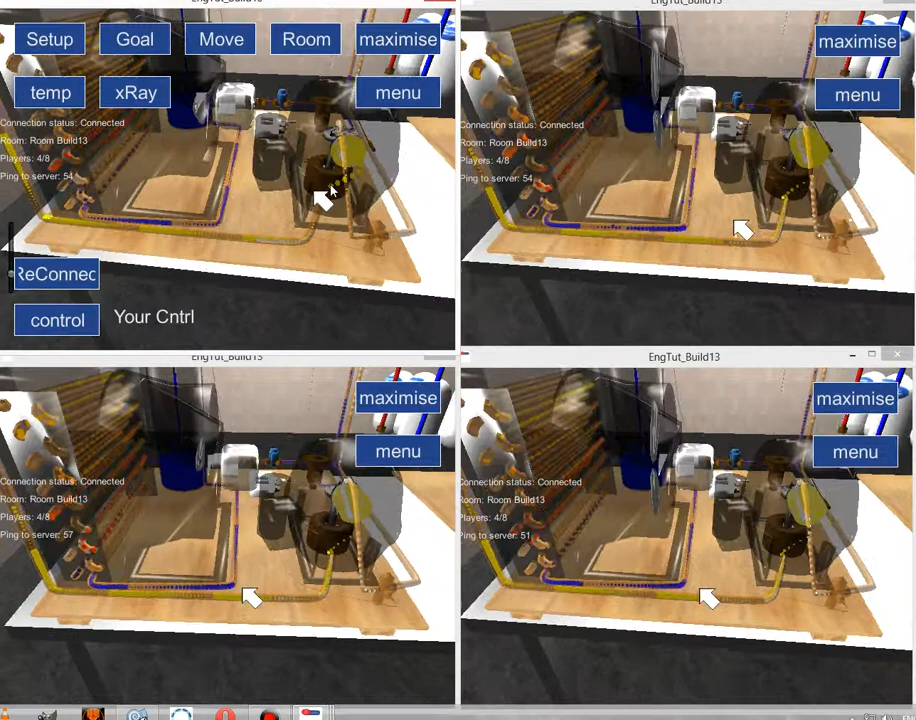 EngTut_Build13
Setup
Goal
Move
Room
maximise
temp
xRay
menu
Connection status: Connected
Room: Room Build13
Players: 4/8
Ping to server: 54
ReConnec
control
Your Cntrl
EngTut_Build13
maximise
menu
Connection status: Connected
Room: Room Build13
Players: 4/8
Ping to server: 54
EngTut_Build13
maximise
menu
Connection status: Connected
Room: Room Build13
Players: 4/8
Ping to server: 57
EngTut_Build13
maximise
menu
Connection status: Connected
Room: Room Build13
Players: 4/8
Ping to server: 51